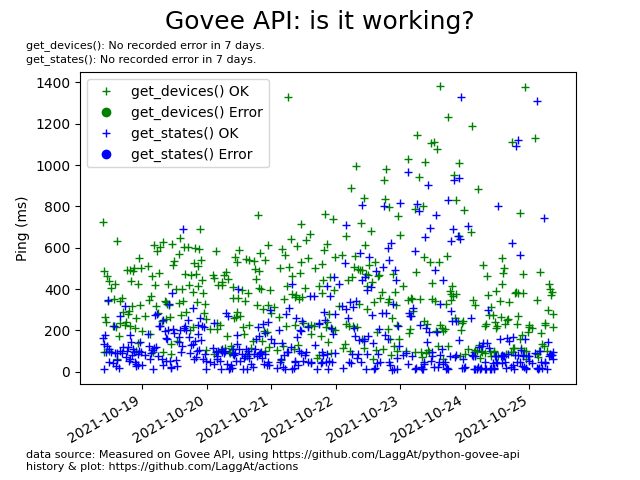 Govee API: is it working?
get_devices(): No recorded error in 7 days.
get_states(): No recorded error in 7 days.
get_devices() OK
get_devices() Error
get_states() OK
get_states() Error
Ping (ms)
1400
1200
1000
800
600
400
200
0
2021-10-19
2021-10-20
2021-10-21
2021-10-22
2021-10-23
2021-10-24
2021-10-25
data source: Measured on Govee API, using https://github.com/LaggAt/python-govee-api
history & plot: https://github.com/LaggAt/actions